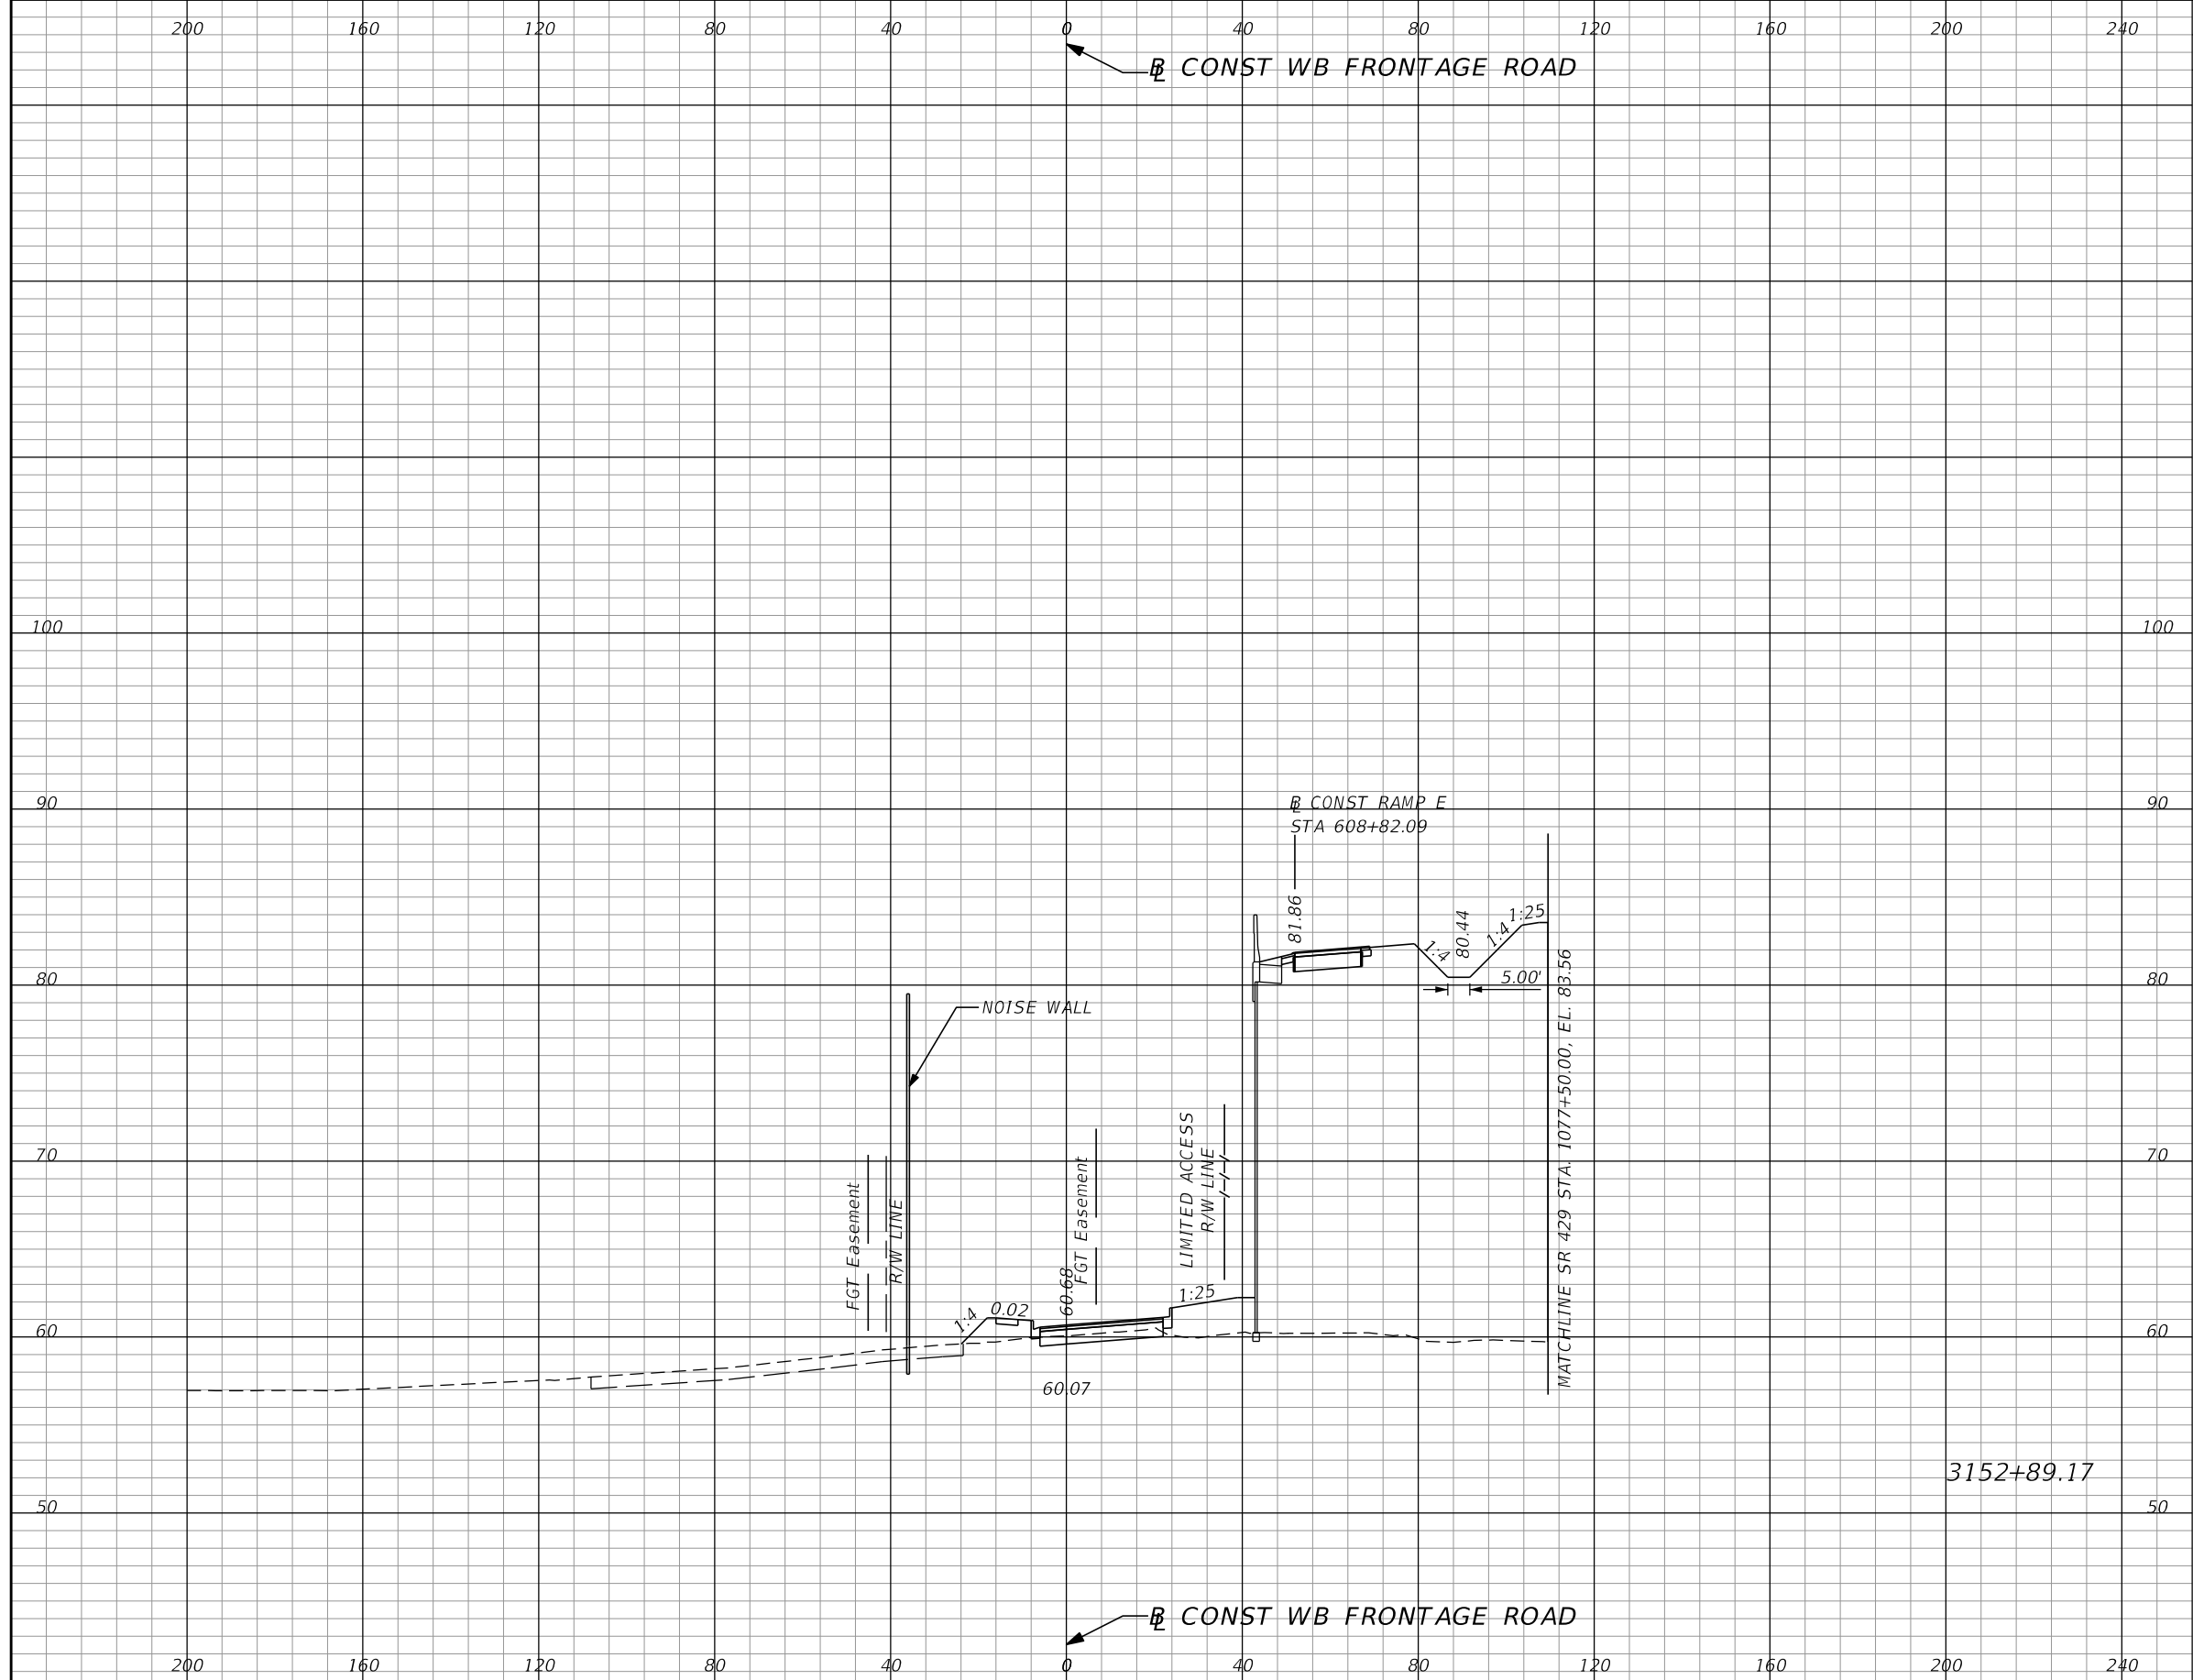 200 160 120 80 40 0 40 80 120 160 200 240
BL CONST WB FRONTAGE ROAD
100 100
90 90
BL CONST RAMP E
STA 608+82.09
81.86
80.44
1:4
1:4
1:25
5.00'
80 80
MATCHLINE SR 429 STA. 1077+50.00, EL. 83.56
NOISE WALL
70 70
FGT Easement
R/W LINE
FGT Easement
LIMITED ACCESS
R/W LINE
60.68
1:4
0.02
1:25
60 60
60.07
3152+89.17
50 50
BL CONST WB FRONTAGE ROAD
200 160 120 80 40 0 40 80 120 160 200 240